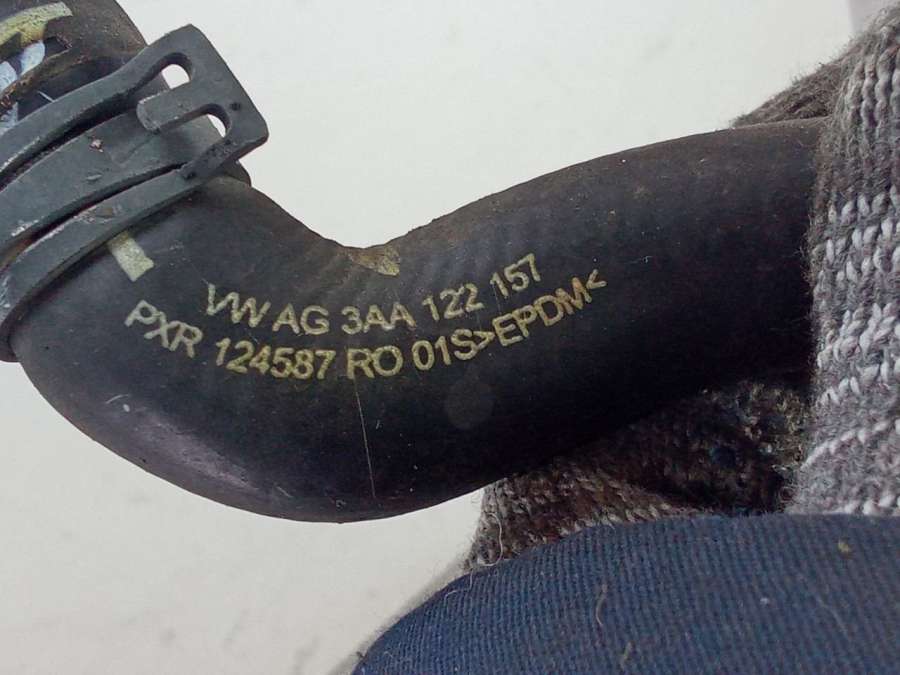 VW AG 3AA 122 157
PXR 124587 RO 01S>EPDM<